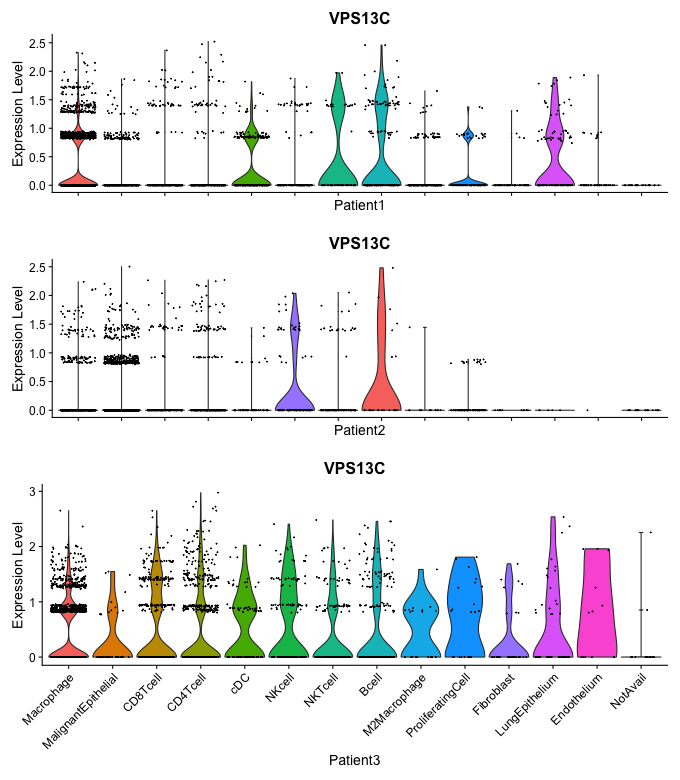 VPS13C
Expression Level
2.5
2.0
1.5
1.0
0.5
0.0
Patient1
VPS13C
Expression Level
2.5
2.0
1.5
1.0
0.5
0.0
Patient2
VPS13C
Expression Level
3
2
1
0
Macrophage
MalignantEpithelial
CD8Tcell
CD4Tcell
cDC
NKcell
NKTcell
Bcell
M2Macrophage
ProliferatingCell
Fibroblast
LungEpithelium
Endothelium
NotAvail
Patient3